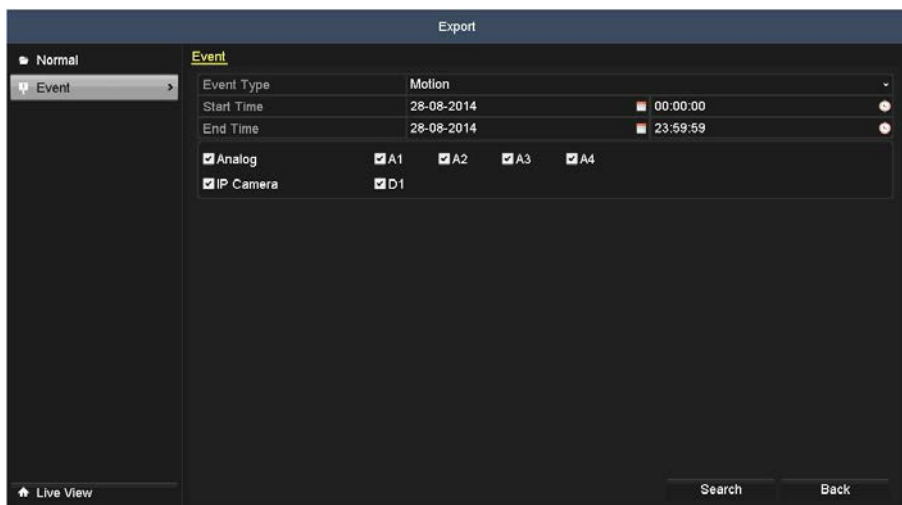 Export
Normal
Event
Event
Event Type Motion
Start Time 28-08-2014 00:00:00
End Time 28-08-2014 23:59:59
Analog A1 A2 A3 A4
IP Camera D1
Live View
Search Back